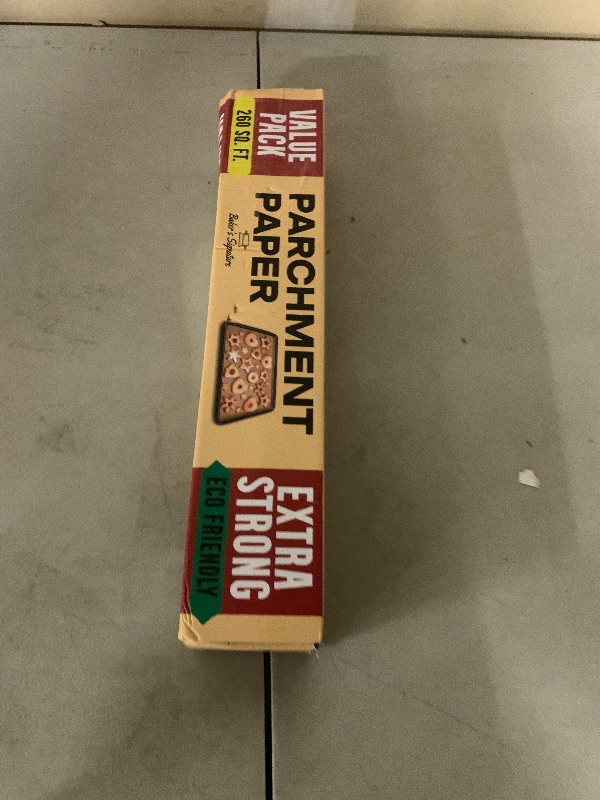 VALUE
PACK
260 SQ. FT.
PARCHMENT
PAPER
Baker's Signature
EXTRA
STRONG
ECO FRIENDLY